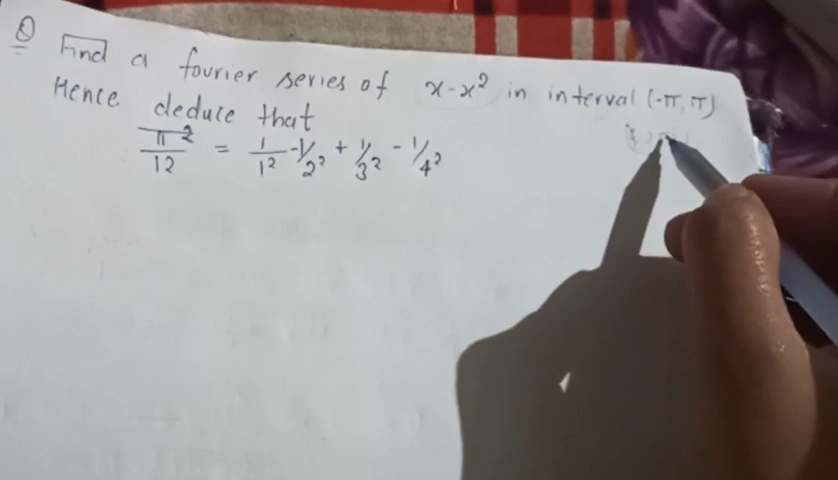 Q Find a fourier series of x-x² in interval (-π, π)
Hence deduce that
π²/12 = 1/1² - 1/2² + 1/3² - 1/4²